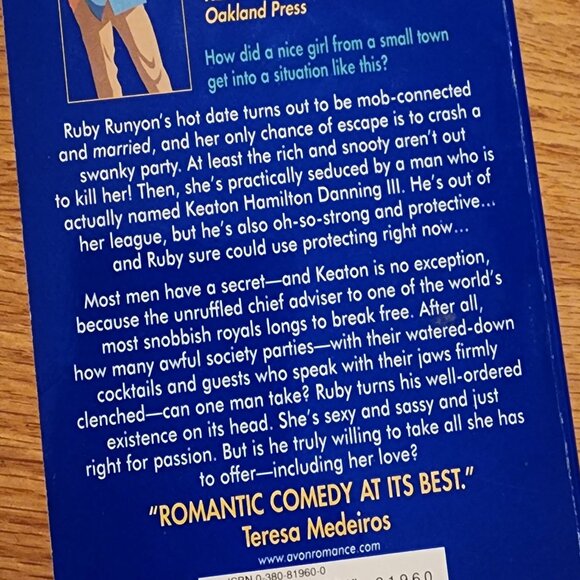 Oakland Press
How did a nice girl from a small town
get into a situation like this?
Ruby Runyon's hot date turns out to be mob-connected
and married, and her only chance of escape is to crash a
swanky party. At least the rich and snooty aren't out
to kill her! Then, she's practically seduced by a man who is
actually named Keaton Hamilton Danning III. He's out of
her league, but he's also oh-so-strong and protective...
and Ruby sure could use protecting right now...
Most men have a secret—and Keaton is no exception,
because the unruffled chief adviser to one of the world's
most snobbish royals longs to break free. After all,
how many awful society parties—with their watered-down
cocktails and guests who speak with their jaws firmly
clenched—can one man take? Ruby turns his well-ordered
existence on its head. She's sexy and sassy and just
right for passion. But is he truly willing to take all she has
to offer—including her love?
"ROMANTIC COMEDY AT ITS BEST."
Teresa Medeiros
www.avonromance.com
ISBN 0-380-81960-0
81960